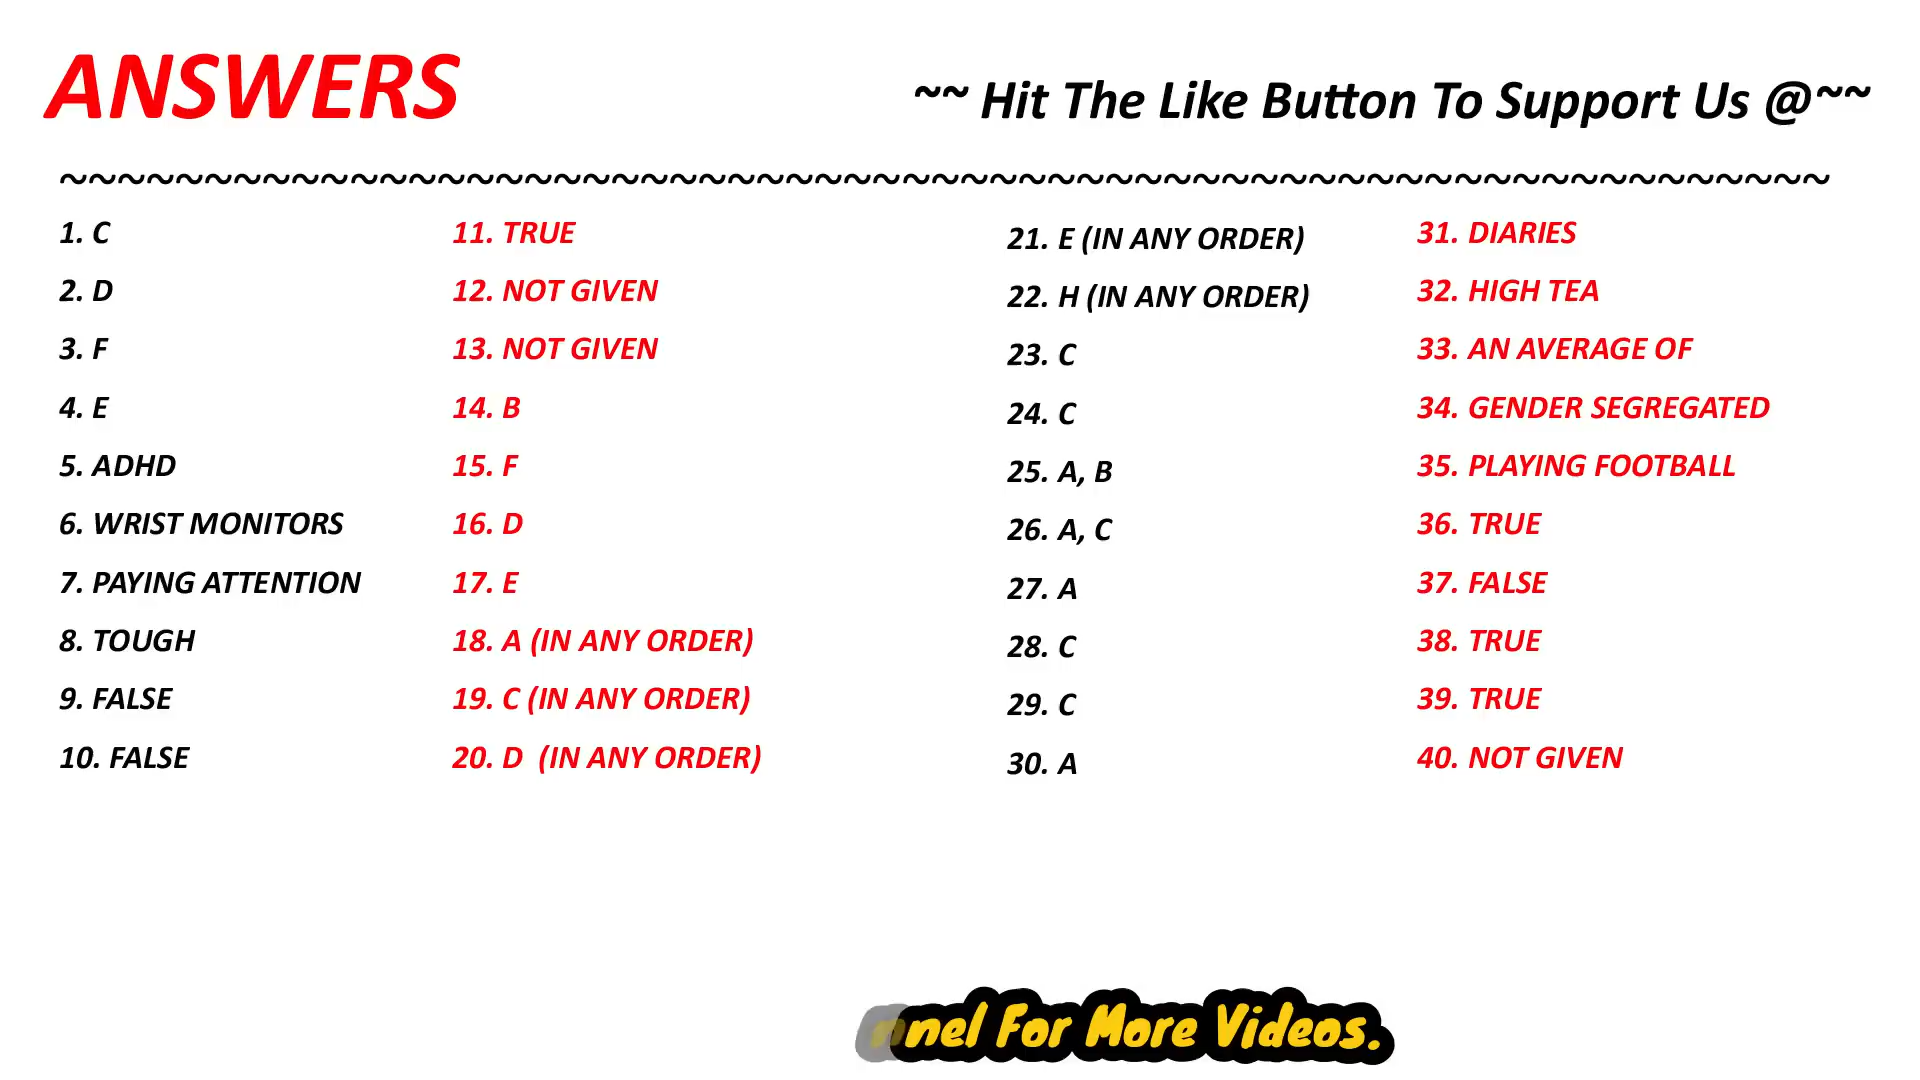 ANSWERS
~~ Hit The Like Button To Support Us @~~
~~~~~~~~~~~~~~~~~~~~~~~~~~~~~~~~~~~~~~~~~~~~~~~~~~~~~~~~~~~~~
1. C
2. D
3. F
4. E
5. ADHD
6. WRIST MONITORS
7. PAYING ATTENTION
8. TOUGH
9. FALSE
10. FALSE
11. TRUE
12. NOT GIVEN
13. NOT GIVEN
14. B
15. F
16. D
17. E
18. A (IN ANY ORDER)
19. C (IN ANY ORDER)
20. D (IN ANY ORDER)
21. E (IN ANY ORDER)
22. H (IN ANY ORDER)
23. C
24. C
25. A, B
26. A, C
27. A
28. C
29. C
30. A
31. DIARIES
32. HIGH TEA
33. AN AVERAGE OF
34. GENDER SEGREGATED
35. PLAYING FOOTBALL
36. TRUE
37. FALSE
38. TRUE
39. TRUE
40. NOT GIVEN
nnel For More Videos.